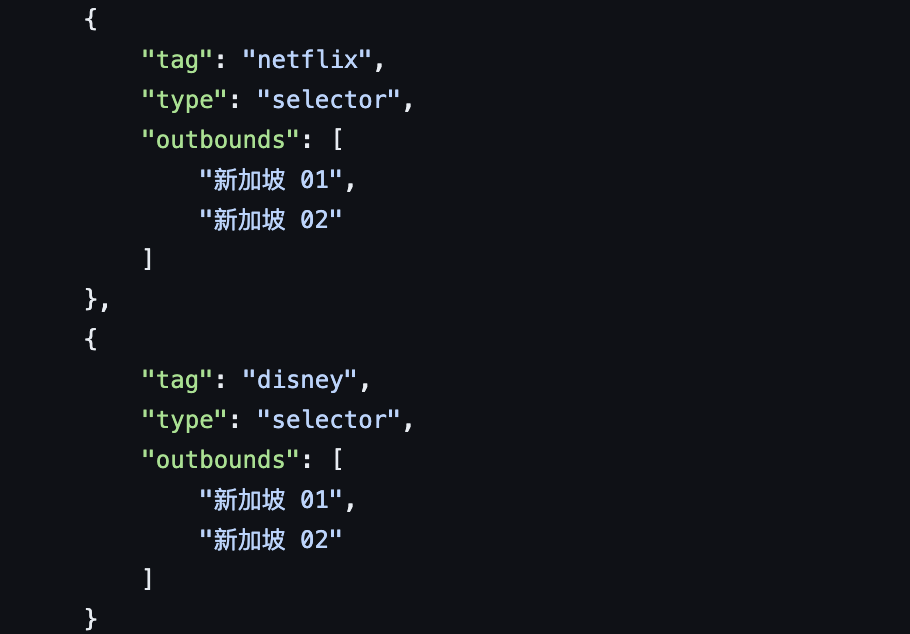 {
"tag": "netflix",
"type": "selector",
"outbounds": [
"新加坡 01",
"新加坡 02"
]
},
{
"tag": "disney",
"type": "selector",
"outbounds": [
"新加坡 01",
"新加坡 02"
]
}